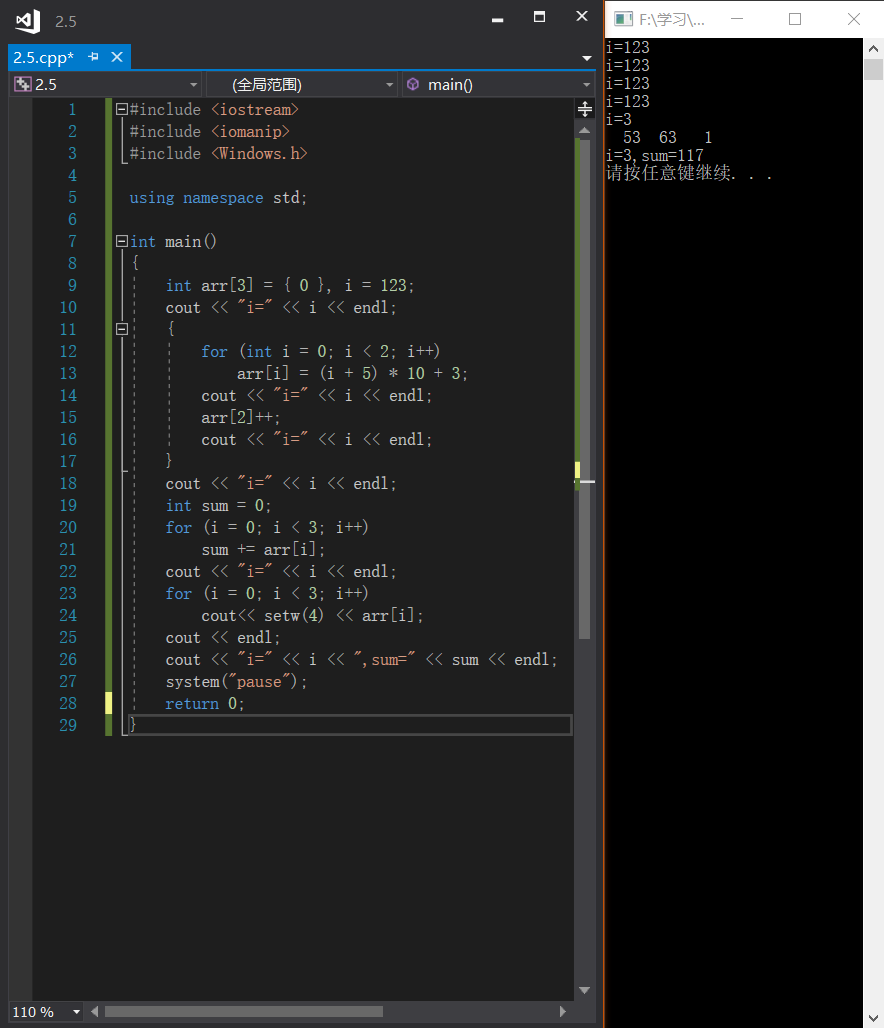 2.5
2.5.cpp*
2.5 (全局范围) main()
1 #include <iostream>
2 #include <iomanip>
3 #include <Windows.h>
4
5 using namespace std;
6
7 int main()
8 {
9 int arr[3] = { 0 }, i = 123;
10 cout << "i=" << i << endl;
11 {
12 for (int i = 0; i < 2; i++)
13 arr[i] = (i + 5) * 10 + 3;
14 cout << "i=" << i << endl;
15 arr[2]++;
16 cout << "i=" << i << endl;
17 }
18 cout << "i=" << i << endl;
19 int sum = 0;
20 for (i = 0; i < 3; i++)
21 sum += arr[i];
22 cout << "i=" << i << endl;
23 for (i = 0; i < 3; i++)
24 cout<< setw(4) << arr[i];
25 cout << endl;
26 cout << "i=" << i << ",sum=" << sum << endl;
27 system("pause");
28 return 0;
29 }
110 %
F:\学习\...
i=123
i=123
i=123
i=123
i=3
53 63 1
i=3,sum=117
请按任意键继续. . .